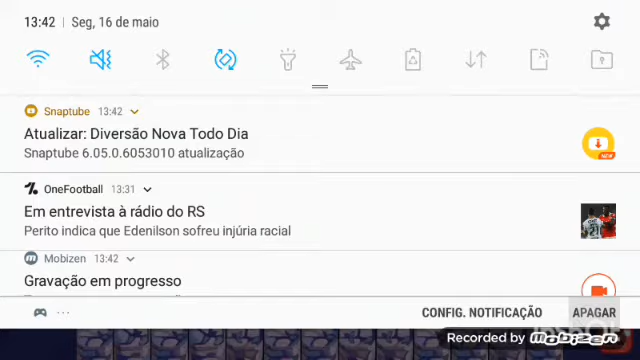 13:42 | Seg, 16 de maio
Snaptube 13:42
Atualizar: Diversão Nova Todo Dia
Snaptube 6.05.0.6053010 atualização
NEW
OneFootball 13:31
Em entrevista à rádio do RS
Perito indica que Edenilson sofreu injúria racial
Mobizen 13:42
Gravação em progresso
CONFIG. NOTIFICAÇÃO APAGAR
Recorded by mobizen